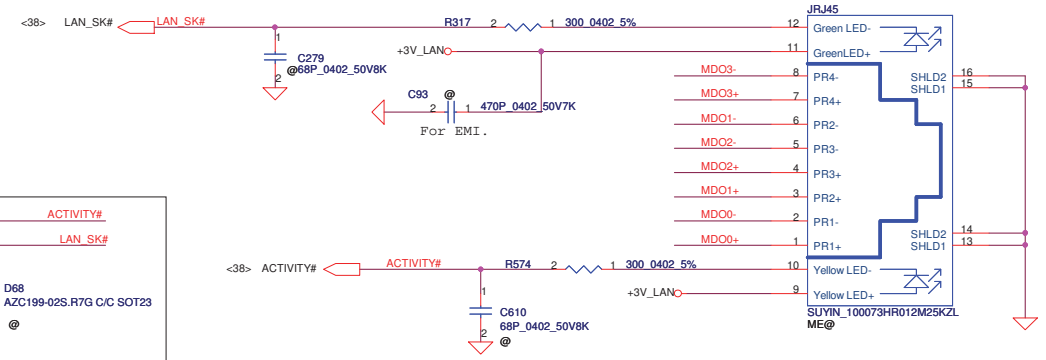 JRJ45
<38> LAN_SK# LAN_SK# R317 2 1 300_0402_5% 12 Green LED-
1
C279
@68P_0402_50V8K
2
+3V_LAN 11 GreenLED+
C93 @
2 1 470P_0402_50V7K
For EMI.
MDO3- 8 PR4-
MDO3+ 7 PR4+
MDO1- 6 PR2-
MDO2- 5 PR3-
MDO2+ 4 PR3+
MDO1+ 3 PR2+
MDO0- 2 PR1-
MDO0+ 1 PR1+
SHLD2 16
SHLD1 15
SHLD2 14
SHLD1 13
ACTIVITY#
LAN_SK#
D68
AZC199-02S.R7G C/C SOT23
@
<38> ACTIVITY# ACTIVITY# R574 2 1 300_0402_5% 10 Yellow LED-
+3V_LAN 9 Yellow LED+
1
C610
68P_0402_50V8K
2
@
SUYIN_100073HR012M25KZL
ME@